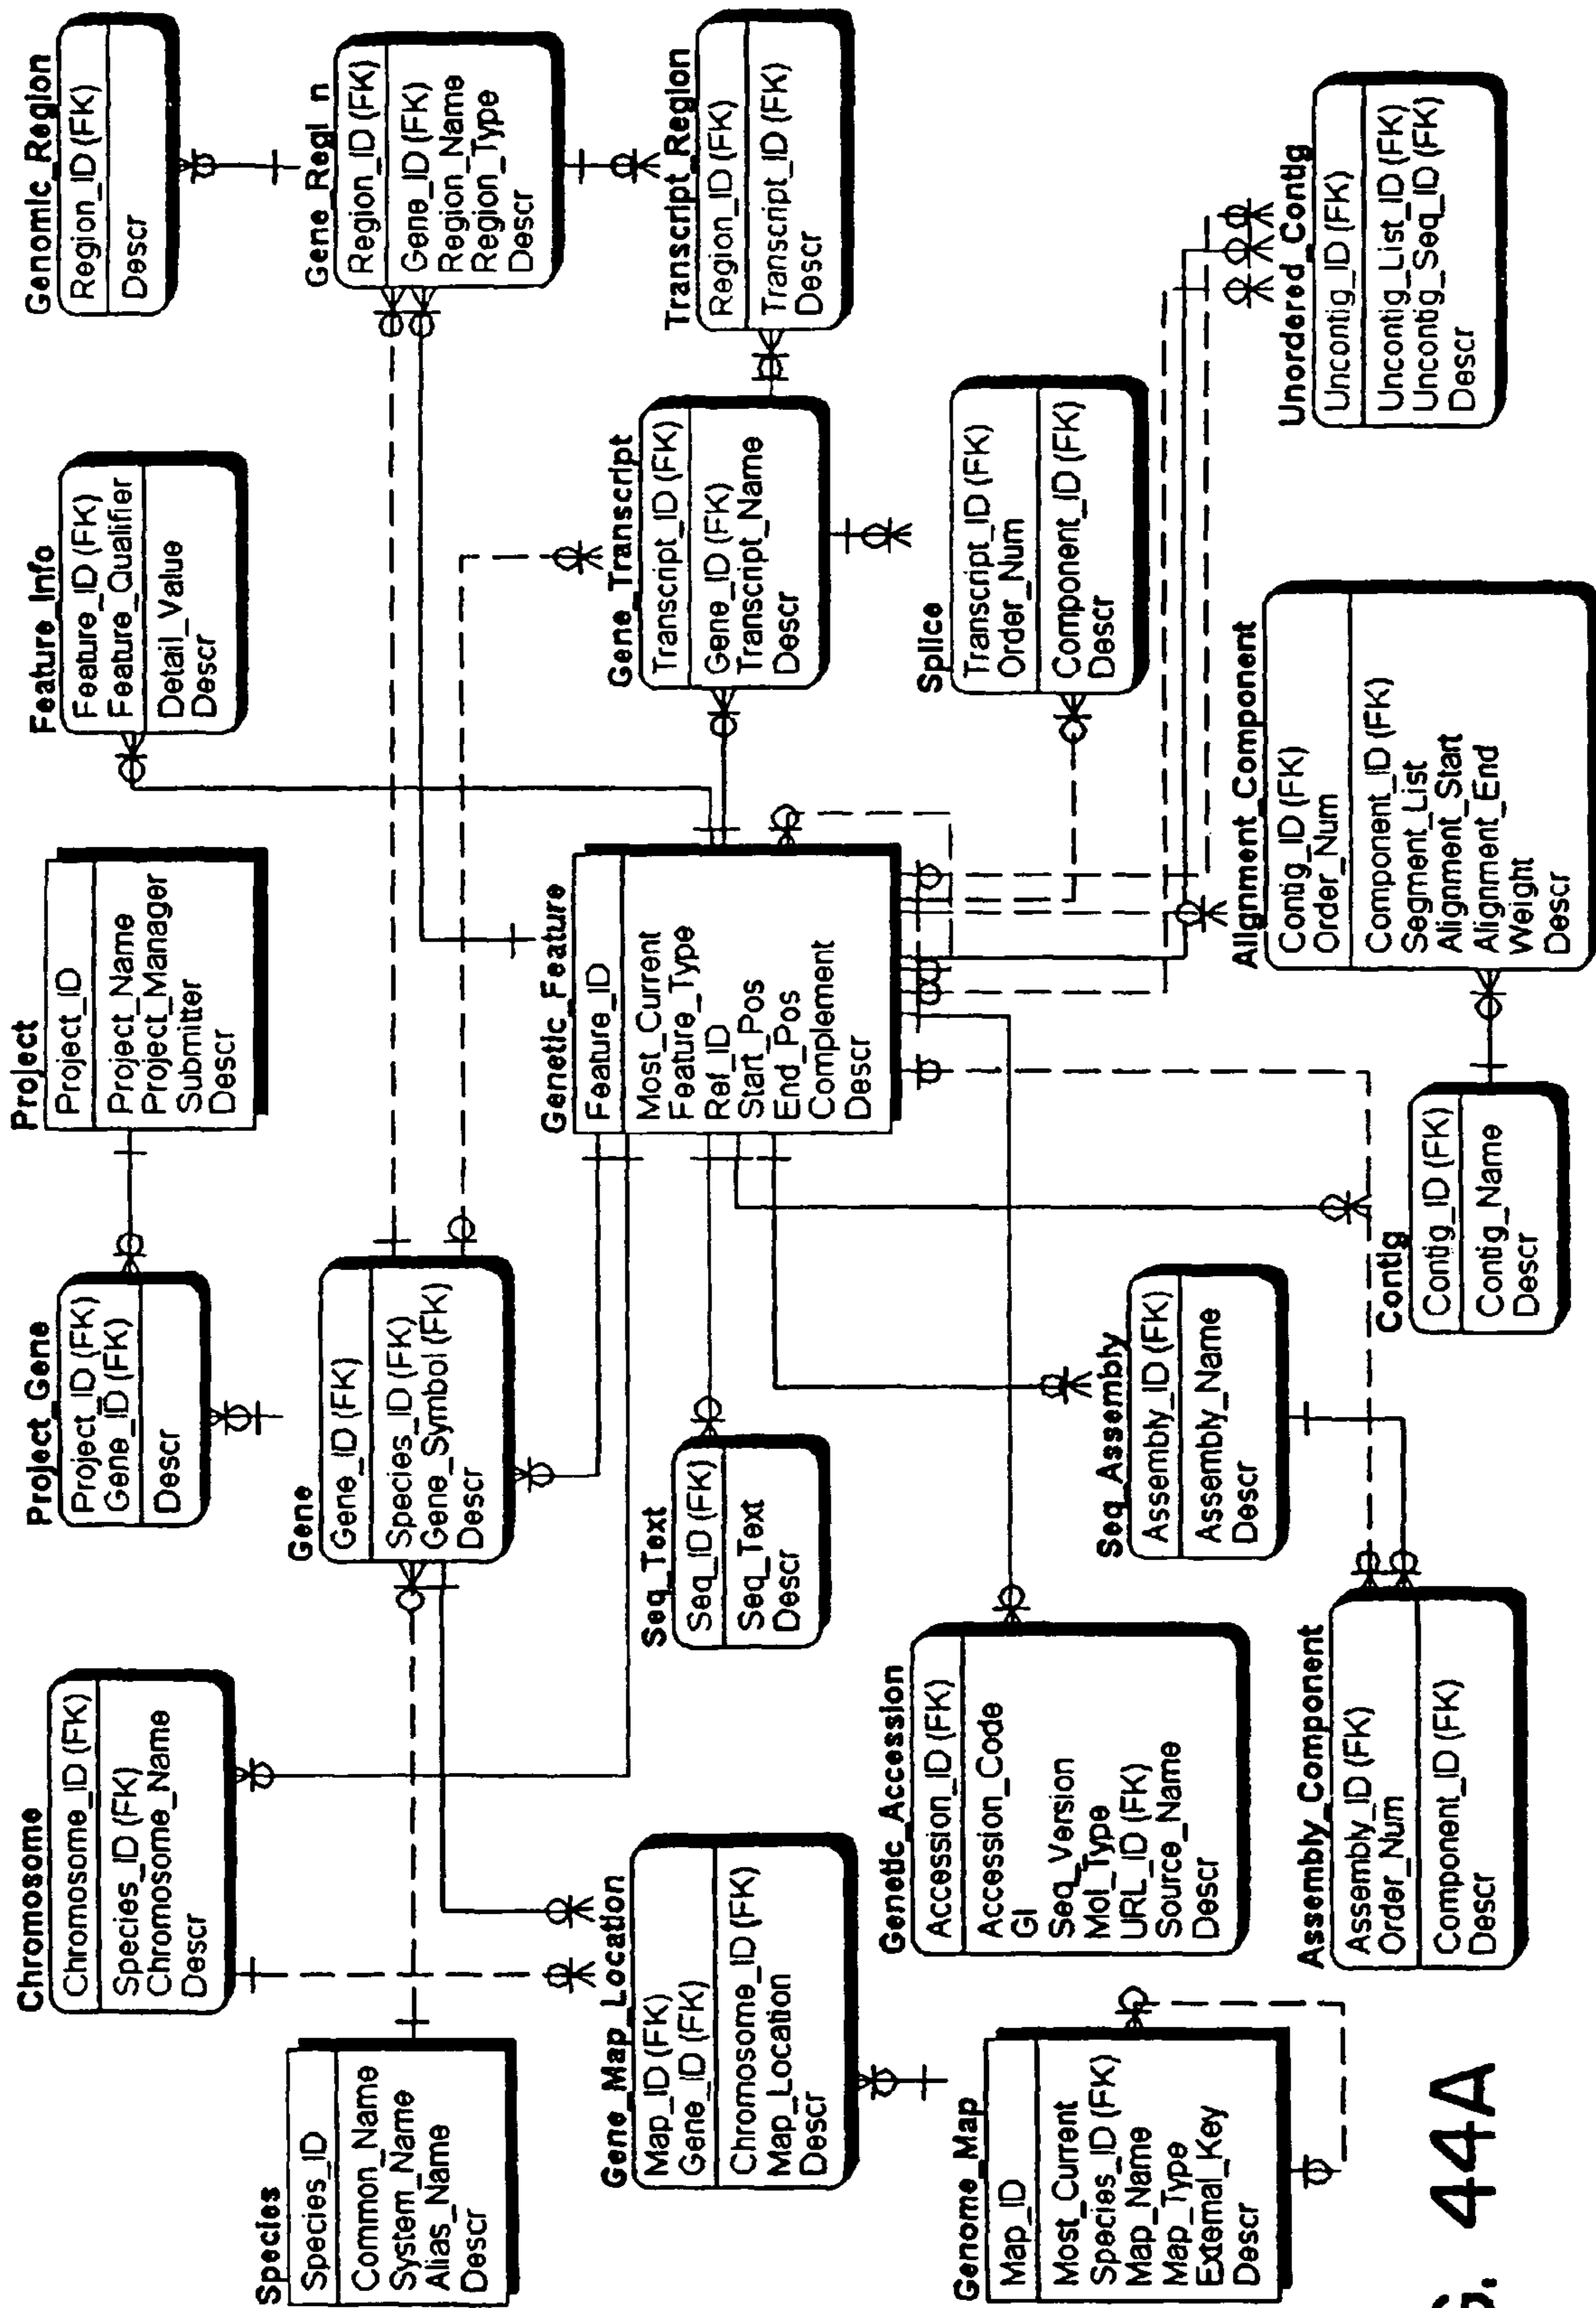 Species
Species_ID
Common_Name
System_Name
Alias_Name
Descr
Chromosome
Chromosome_ID (FK)
Species_ID (FK)
Chromosome_Name
Descr
Project_Gene
Project_ID (FK)
Gene_ID (FK)
Descr
Project
Project_ID
Project_Name
Project_Manager
Submitter
Descr
Feature_Info
Feature_ID (FK)
Feature_Qualifier
Detail_Value
Descr
Genomic_Region
Region_ID (FK)
Descr
Gene
Gene_ID (FK)
Species_ID (FK)
Gene_Symbol (FK)
Descr
Gene_Regi n
Region_ID (FK)
Gene_ID (FK)
Region_Name
Region_Type
Descr
Gene_Map_Location
Map_ID (FK)
Gene_ID (FK)
Chromosome_ID (FK)
Map_Location
Descr
Seq_Text
Seq_ID (FK)
Seq_Text
Descr
Genetic_Feature
Feature_ID
Most_Current
Feature_Type
Ref_ID
Start_Pos
End_Pos
Complement
Descr
Gene_Transcript
Transcript_ID (FK)
Gene_ID (FK)
Transcript_Name
Descr
Transcript_Region
Region_ID (FK)
Transcript_ID (FK)
Descr
Genome_Map
Map_ID
Most_Current
Species_ID (FK)
Map_Name
Map_Type
External_Key
Descr
Genetic_Accession
Accession_ID (FK)
Accession_Code
GI
Seq_Version
Mol_Type
URL_ID (FK)
Source_Name
Descr
Seq_Assembly
Assembly_ID (FK)
Assembly_Name
Descr
Splice
Transcript_ID (FK)
Order_Num
Component_ID (FK)
Descr
Assembly_Component
Assembly_ID (FK)
Order_Num
Component_ID (FK)
Descr
Contig
Contig_ID (FK)
Contig_Name
Descr
Alignment_Component
Contig_ID (FK)
Order_Num
Component_ID (FK)
Segment_List
Alignment_Start
Alignment_End
Weight
Descr
Unordered_Contig
Uncontig_ID (FK)
Uncontig_List_ID (FK)
Uncontig_Seq_ID (FK)
Descr
44A